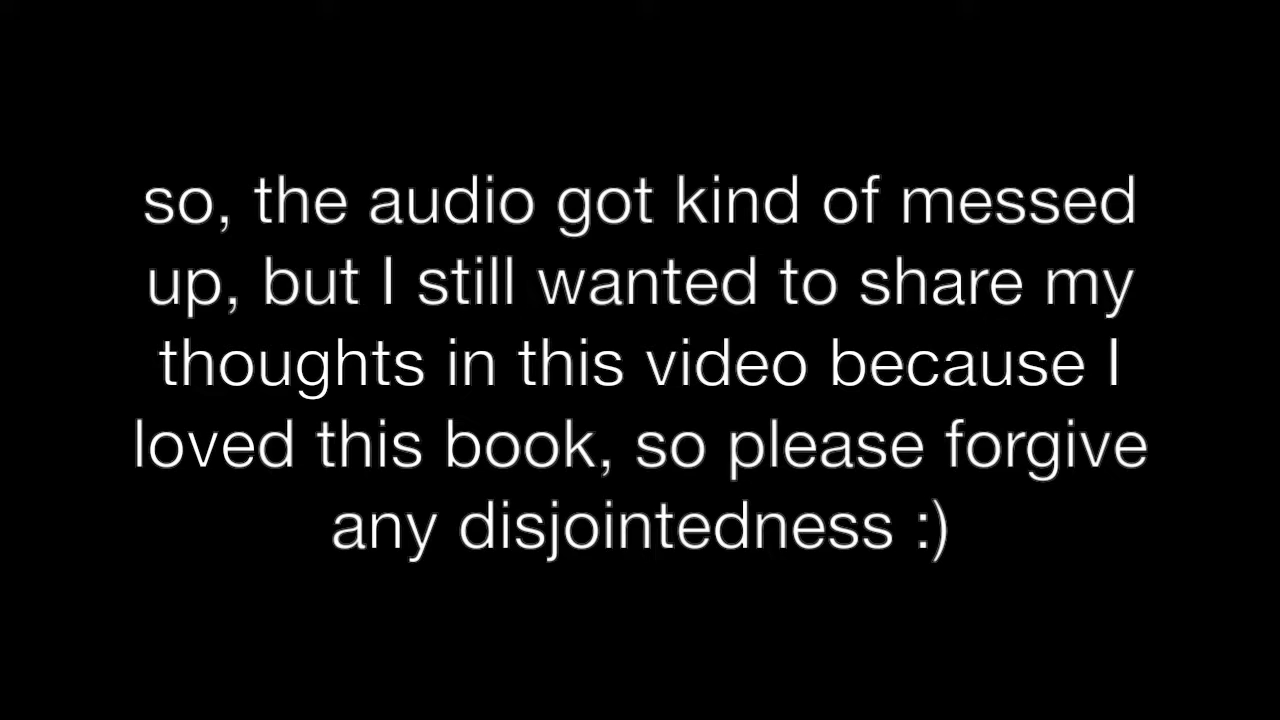 so, the audio got kind of messed
up, but I still wanted to share my
thoughts in this video because I
loved this book, so please forgive
any disjointedness :)